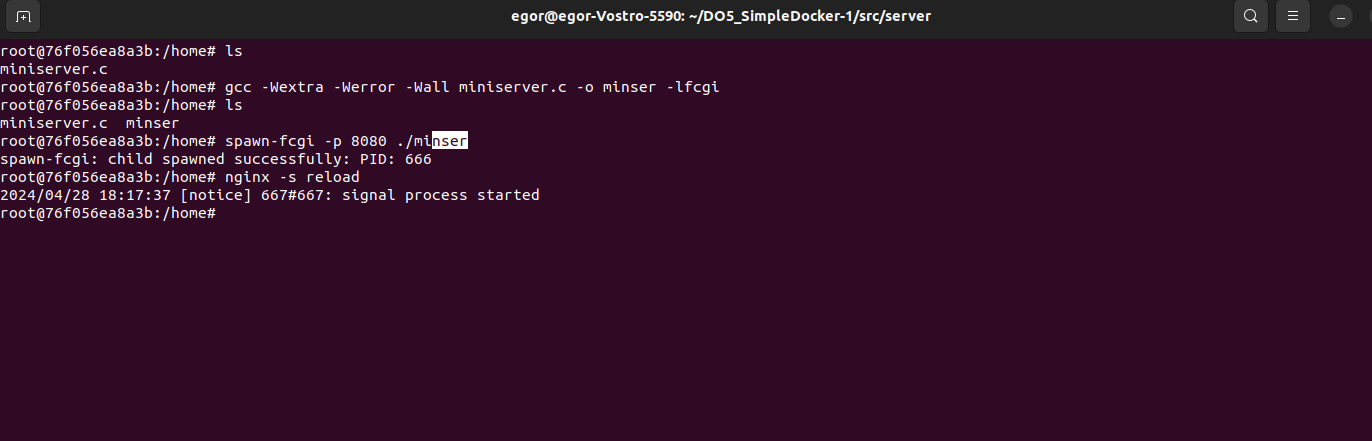 egor@egor-Vostro-5590: ~/DO5_SimpleDocker-1/src/server
root@76f056ea8a3b:/home# ls
miniserver.c
root@76f056ea8a3b:/home# gcc -Wextra -Werror -Wall miniserver.c -o minser -lfcgi
root@76f056ea8a3b:/home# ls
miniserver.c  minser
root@76f056ea8a3b:/home# spawn-fcgi -p 8080 ./minser
spawn-fcgi: child spawned successfully: PID: 666
root@76f056ea8a3b:/home# nginx -s reload
2024/04/28 18:17:37 [notice] 667#667: signal process started
root@76f056ea8a3b:/home#